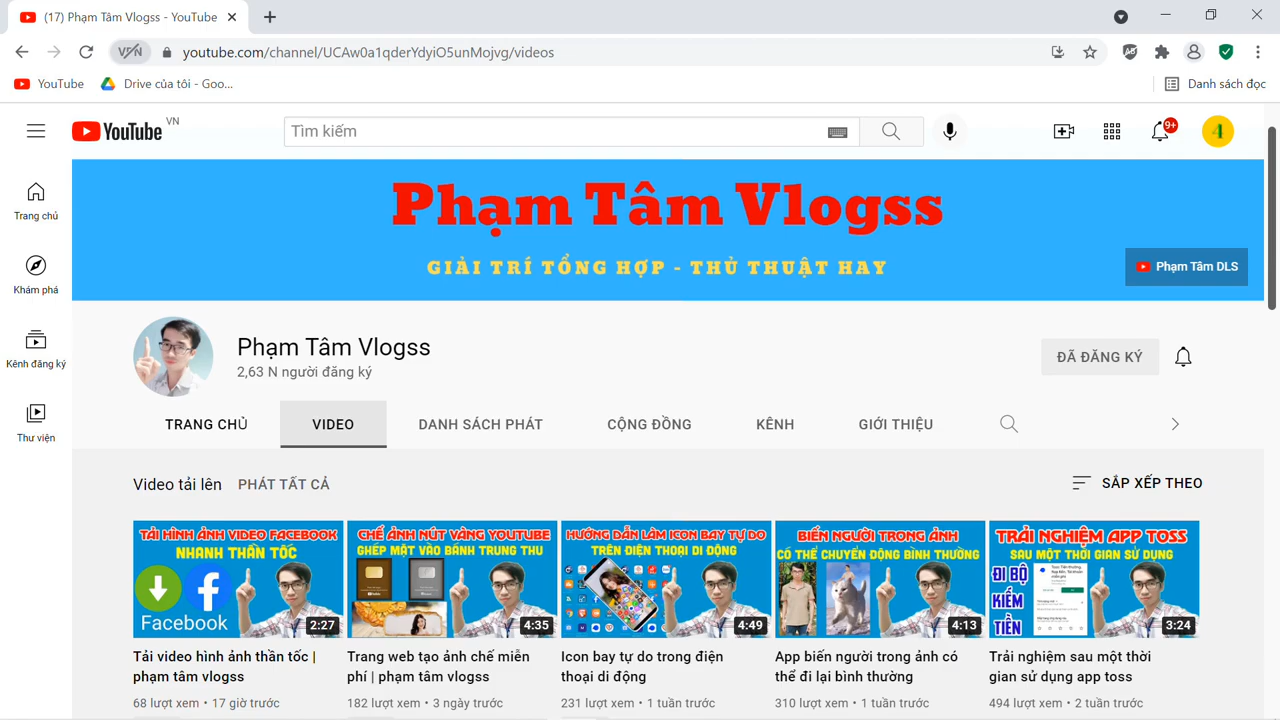 (17) Phạm Tâm Vlogss - YouTube
VPN
youtube.com/channel/UCAw0a1qderYdyiO5unMojvg/videos
YouTube
Drive của tôi - Goo...
Danh sách đọc
YouTube VN
Tìm kiếm
9+
4
Phạm Tâm Vlogss
GIẢI TRÍ TỔNG HỢP - THỦ THUẬT HAY
Phạm Tâm DLS
Trang chủ
Khám phá
Kênh đăng ký
Thư viện
Phạm Tâm Vlogss
2,63 N người đăng ký
ĐÃ ĐĂNG KÝ
TRANG CHỦ VIDEO DANH SÁCH PHÁT CỘNG ĐỒNG KÊNH GIỚI THIỆU
Video tải lên PHÁT TẤT CẢ
SẮP XẾP THEO
TẢI HÌNH ẢNH VIDEO FACEBOOK
NHANH THẦN TỐC
Facebook
4:27
Tải video hình ảnh thần tốc |
phạm tâm vlogss
68 lượt xem • 17 giờ trước
CHẾ ẢNH NÚT VÀNG YOUTUBE
GHÉP MẶT VÀO BÁNH TRUNG THU
4:35
Trang web tạo ảnh chế miễn
phí | phạm tâm vlogss
182 lượt xem • 3 ngày trước
HƯỚNG DẪN LÀM ICON BAY TỰ DO
TRÊN ĐIỆN THOẠI DI ĐỘNG
4:49
Icon bay tự do trong điện
thoại di động
231 lượt xem • 1 tuần trước
BIẾN NGƯỜI TRONG ẢNH
CÓ THỂ CHUYỂN ĐỘNG BÌNH THƯỜNG
4:13
App biến người trong ảnh có
thể đi lại bình thường
310 lượt xem • 1 tuần trước
TRẢI NGHIỆM APP TOSS
SAU MỘT THỜI GIAN SỬ DỤNG
ĐI BỘ
KIẾM
TIỀN
3:24
Trải nghiệm sau một thời
gian sử dụng app toss
494 lượt xem • 2 tuần trước